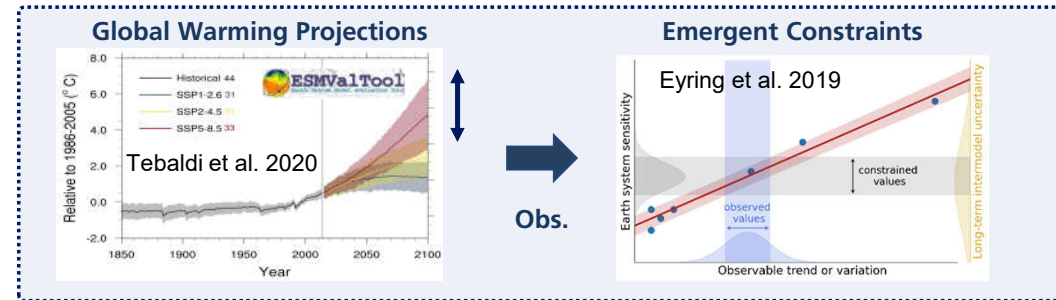 Global Warming Projections
8.0
6.0
4.0
2.0
0.0
-2.0
Relative to 1986-2005 (°C)
Historical 44
SSP1-2.6 31
SSP2-4.5
SSP5-8.5 33
ESMValTool
Tebaldi et al. 2020
1850 1900 1950 2000 2050 2100
Year
Obs.
Emergent Constraints
Eyring et al. 2019
Earth system sensitivity
constrained
values
observed
values
Long-term intermodel uncertainty
Observable trend or variation